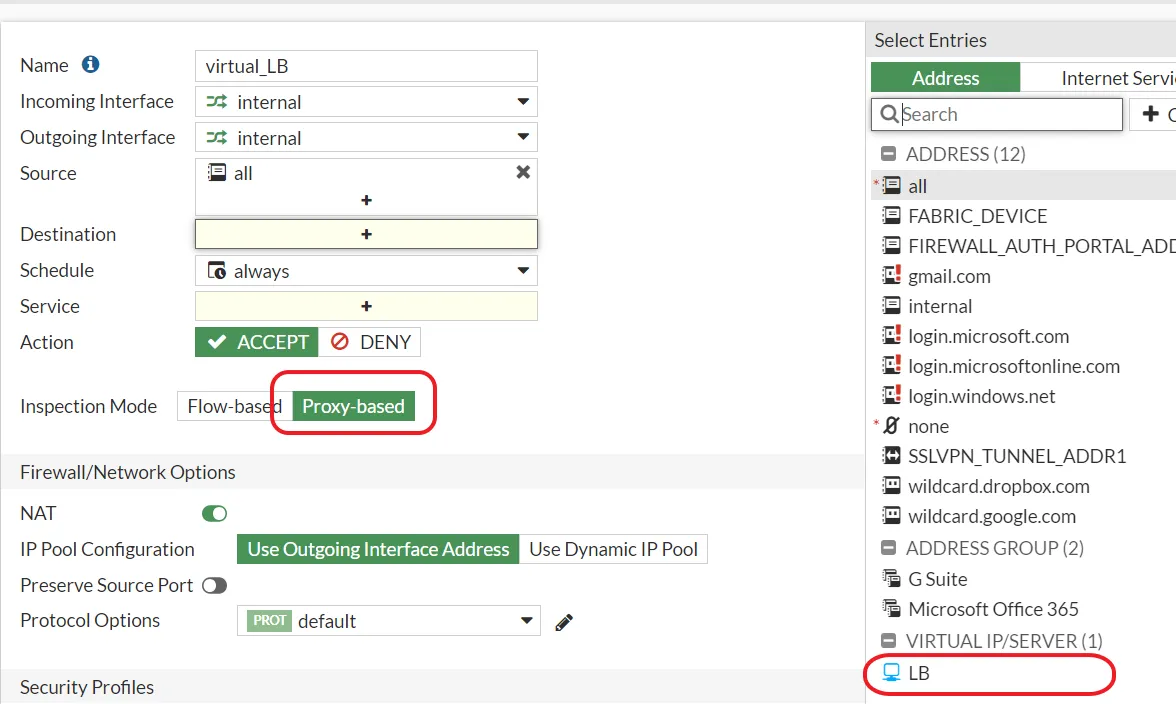 Name
virtual_LB
Incoming Interface
internal
Outgoing Interface
internal
Source
all
Destination
Schedule
always
Service
Action
ACCEPT
DENY
Inspection Mode
Flow-based
Proxy-based
Firewall/Network Options
NAT
IP Pool Configuration
Use Outgoing Interface Address
Use Dynamic IP Pool
Preserve Source Port
Protocol Options
PROT default
Security Profiles
Select Entries
Address
Internet Servi
Search
ADDRESS (12)
all
FABRIC_DEVICE
FIREWALL_AUTH_PORTAL_ADD
gmail.com
internal
login.microsoft.com
login.microsoftonline.com
login.windows.net
none
SSLVPN_TUNNEL_ADDR1
wildcard.dropbox.com
wildcard.google.com
ADDRESS GROUP (2)
G Suite
Microsoft Office 365
VIRTUAL IP/SERVER (1)
LB